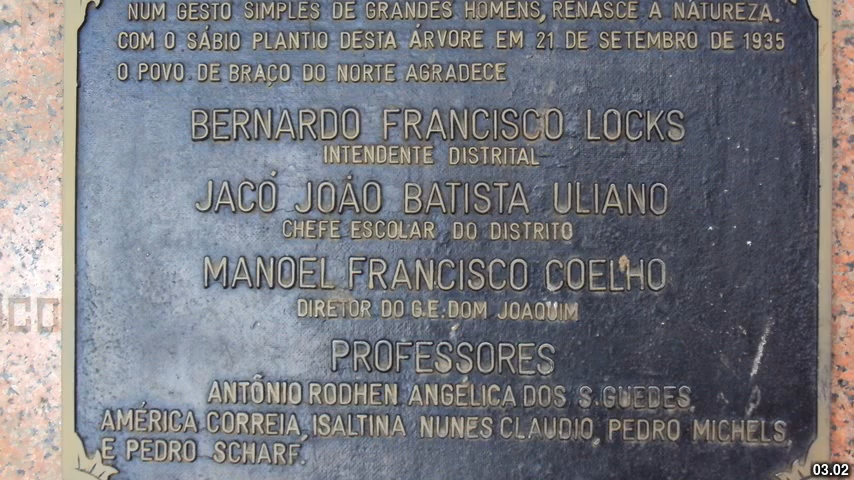 NUM GESTO SIMPLES DE GRANDES HOMENS, RENASCE A NATUREZA.
COM O SÁBIO PLANTIO DESTA ÁRVORE EM 21 DE SETEMBRO DE 1935
O POVO DE BRAÇO DO NORTE AGRADECE
BERNARDO FRANCISCO LOCKS
INTENDENTE DISTRITAL
JACÓ JOÃO BATISTA ULIANO
CHEFE ESCOLAR DO DISTRITO
MANOEL FRANCISCO COELHO
DIRETOR DO G.E. DOM JOAQUIM
PROFESSORES
ANTÕNIO RODHEN ANGÉLICA DOS S. GUEDES
AMÉRICA CORREIA, ISALTINA NUNES CLAUDIO, PEDRO MICHELS
E PEDRO SCHARF.
03.02